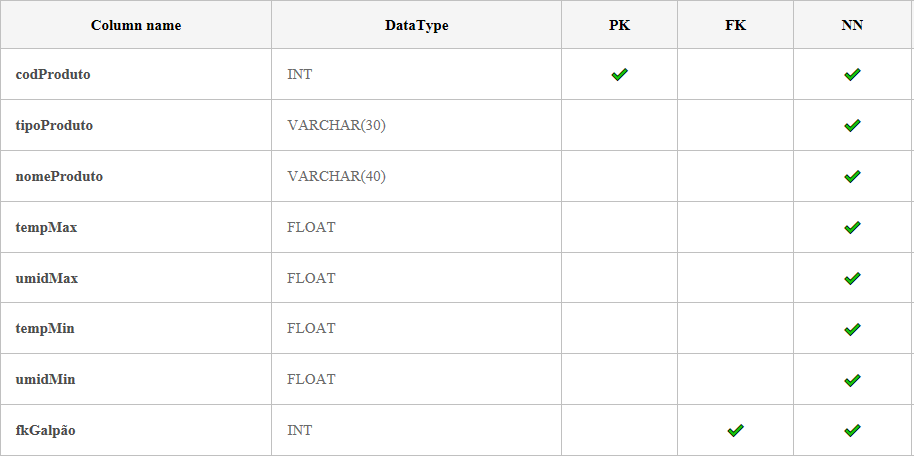 Column name DataType PK FK NN
codProduto INT ✔ ✔
tipoProduto VARCHAR(30) ✔
nomeProduto VARCHAR(40) ✔
tempMax FLOAT ✔
umidMax FLOAT ✔
tempMin FLOAT ✔
umidMin FLOAT ✔
fkGalpão INT ✔ ✔